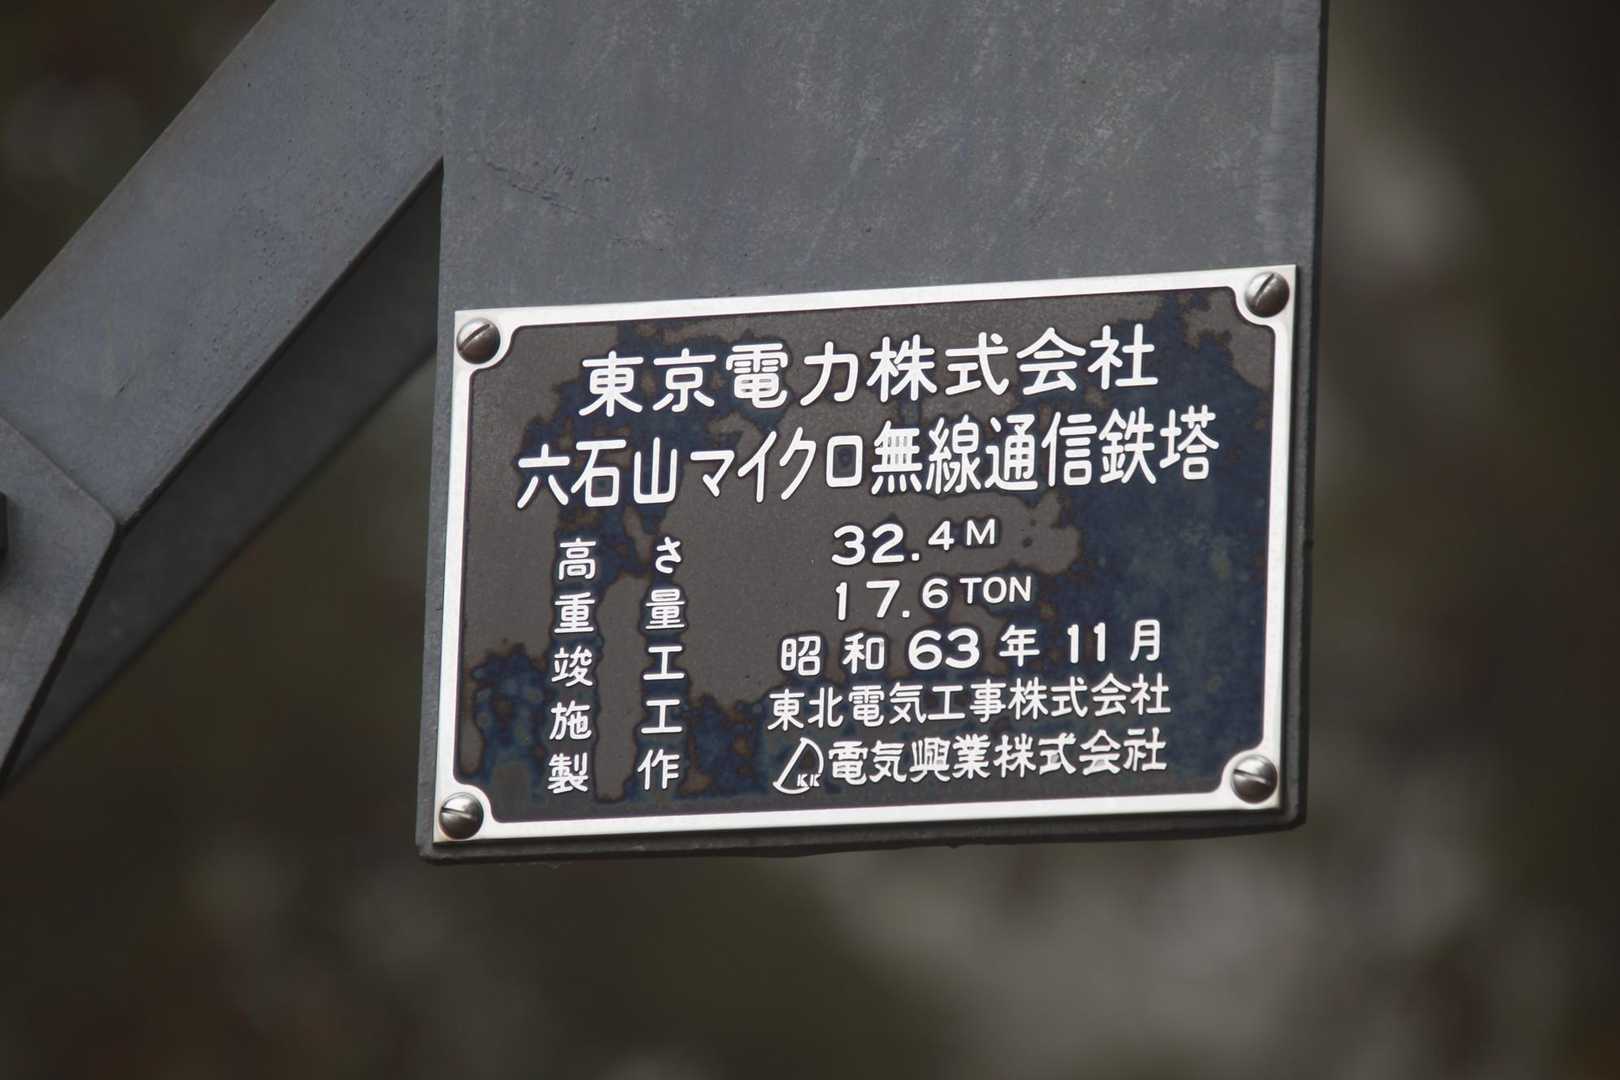 東京電力株式会社
六石山マイクロ無線通信鉄塔
高さ 32.4M
重量 17.6TON
竣工 昭和63年11月
施工 東北電気工事株式会社
製作 KK 電気興業株式会社